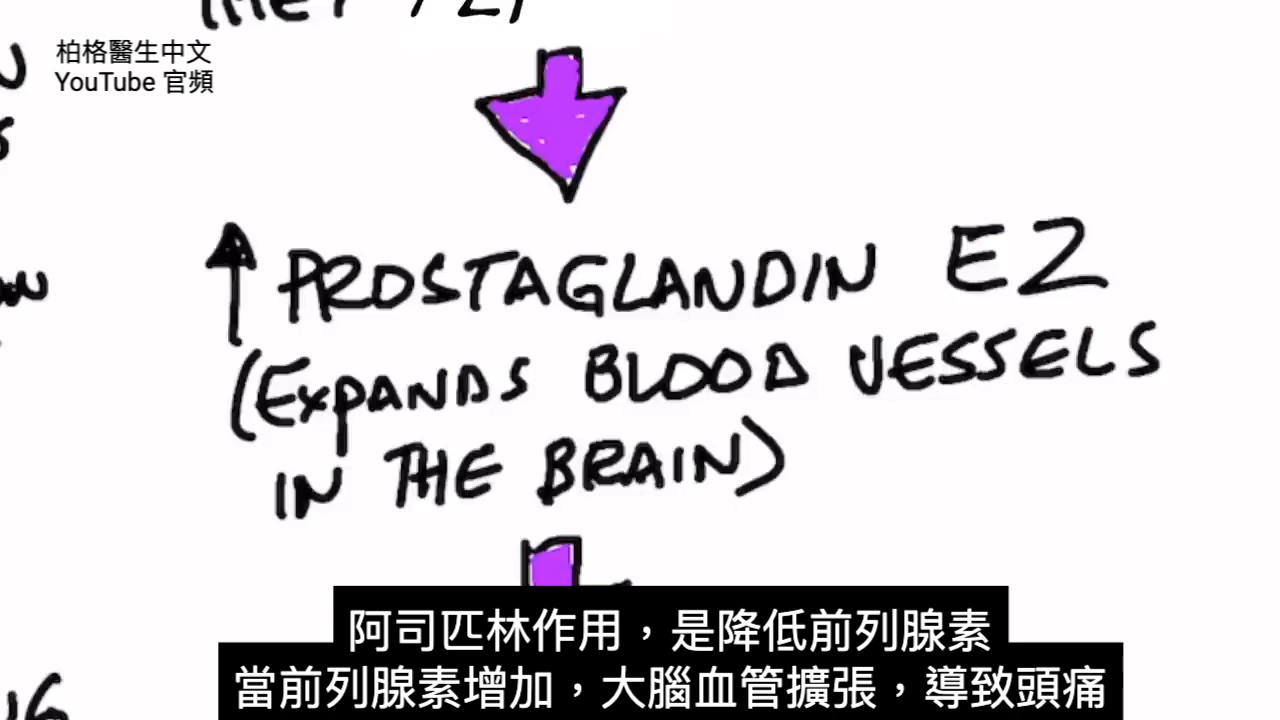 柏格醫生中文
YouTube 官頻
↑ PROSTAGLANDIN E2
(EXPANDS BLOOD VESSELS
IN THE BRAIN)
阿司匹林作用，是降低前列腺素
當前列腺素增加，大腦血管擴張，導致頭痛